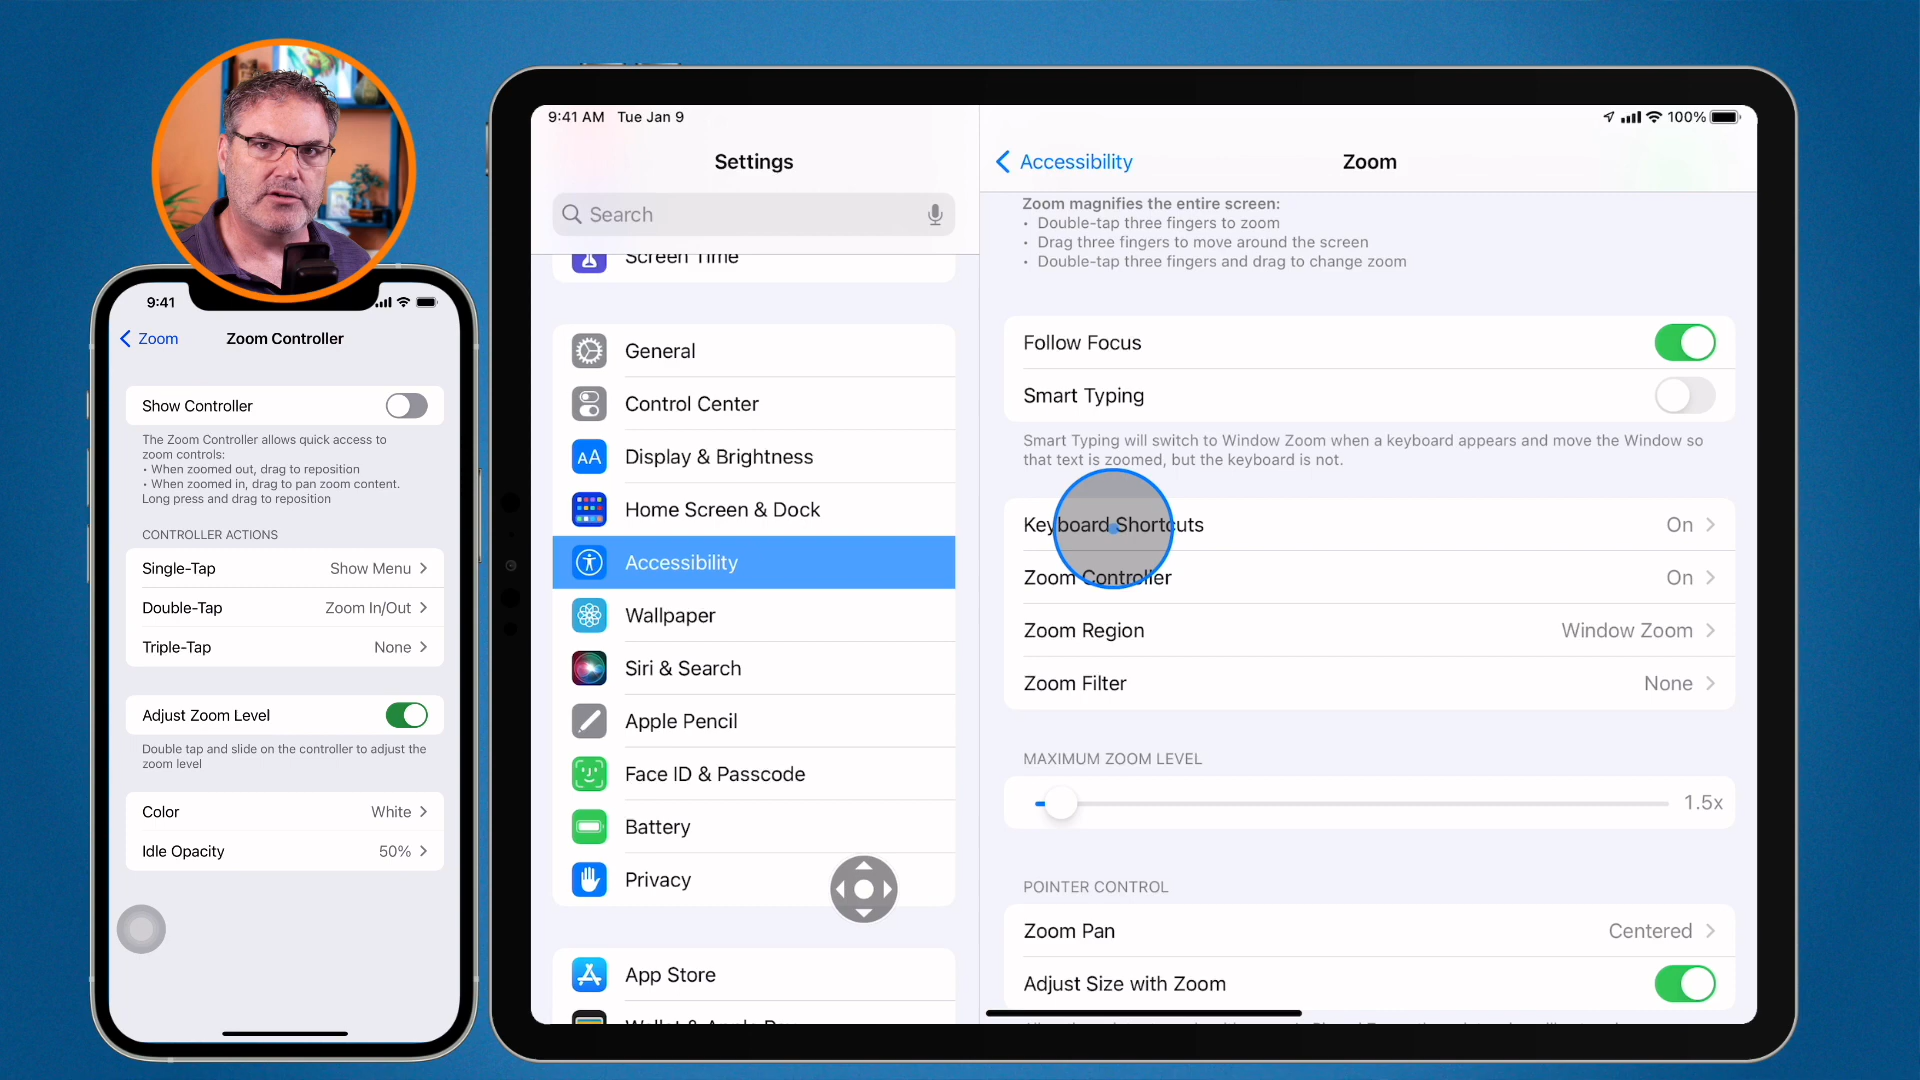 9:41
Zoom
Zoom Controller
Show Controller
The Zoom Controller allows quick access to
zoom controls:
• When zoomed out, drag to reposition
• When zoomed in, drag to pan zoom content.
Long press and drag to reposition
CONTROLLER ACTIONS
Single-Tap Show Menu
Double-Tap Zoom In/Out
Triple-Tap None
Adjust Zoom Level
Double tap and slide on the controller to adjust the
zoom level
Color White
Idle Opacity 50%
9:41 AM Tue Jan 9
Settings
Search
Screen Time
General
Control Center
AA Display & Brightness
Home Screen & Dock
Accessibility
Wallpaper
Siri & Search
Apple Pencil
Face ID & Passcode
Battery
Privacy
App Store
100%
Accessibility
Zoom
Zoom magnifies the entire screen:
• Double-tap three fingers to zoom
• Drag three fingers to move around the screen
• Double-tap three fingers and drag to change zoom
Follow Focus
Smart Typing
Smart Typing will switch to Window Zoom when a keyboard appears and move the Window so
that text is zoomed, but the keyboard is not.
Keyboard Shortcuts On
Zoom Controller On
Zoom Region Window Zoom
Zoom Filter None
MAXIMUM ZOOM LEVEL
1.5x
POINTER CONTROL
Zoom Pan Centered
Adjust Size with Zoom